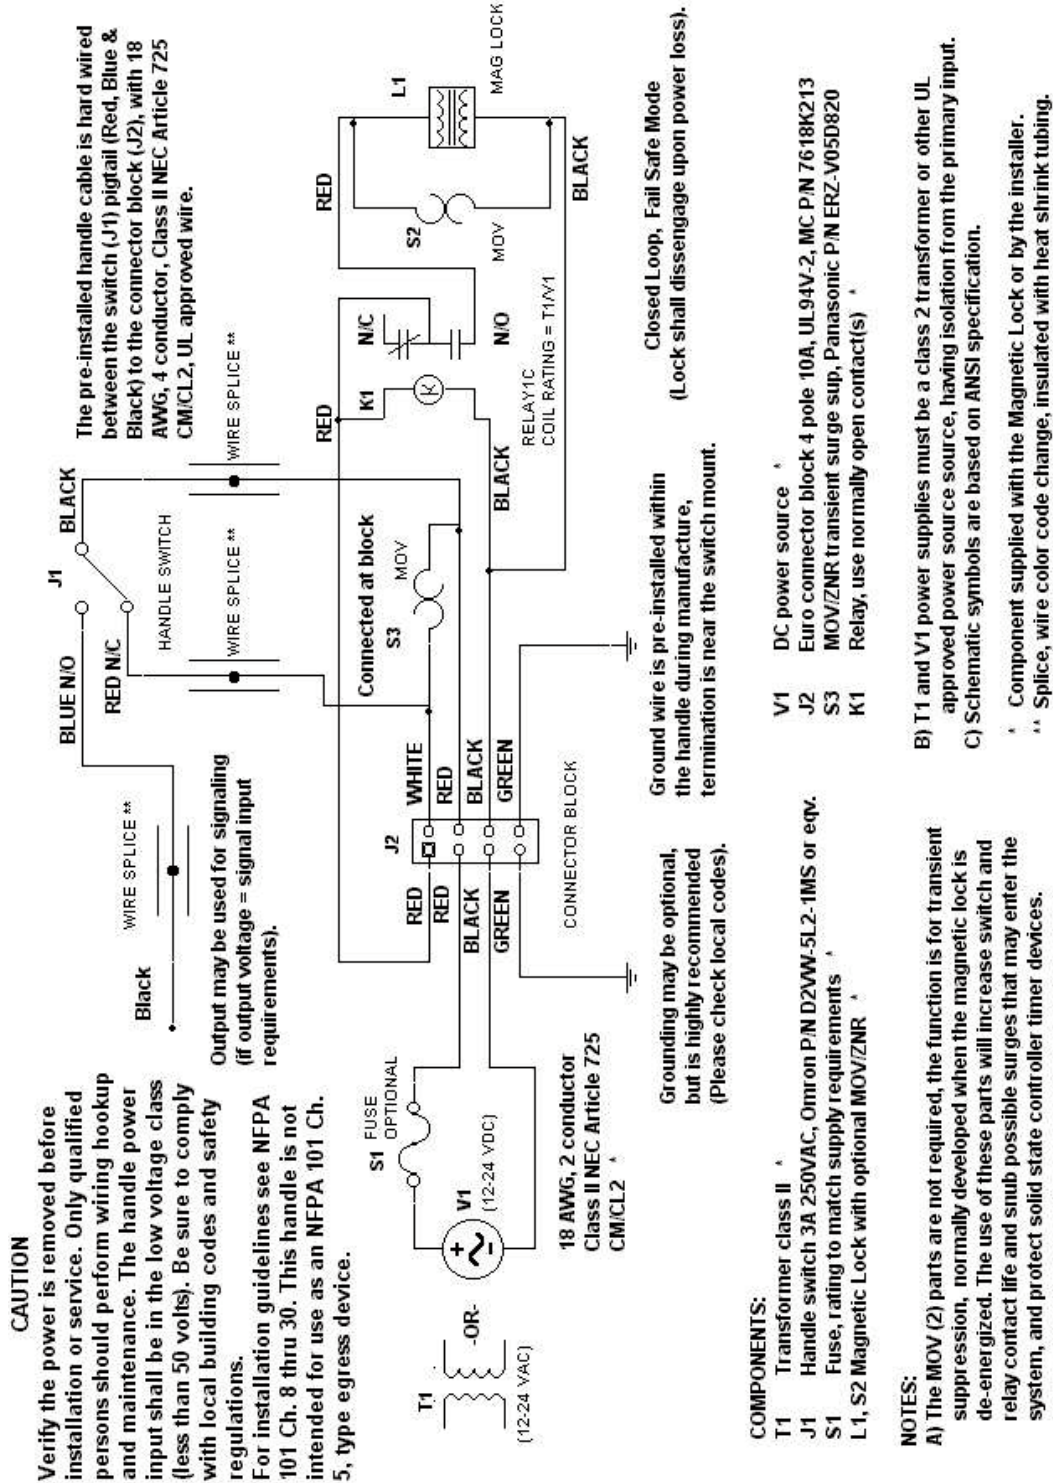 CAUTION
Verify the power is removed before
installation or service. Only qualified
persons should perform wiring hookup
and maintenance. The handle power
input shall be in the low voltage class
(less than 50 volts). Be sure to comply
with local building codes and safety
regulations.
For installation guidelines see NFPA
101 Ch. 8 thru 30. This handle is not
intended for use as an NFPA 101 Ch.
5, type egress device.
Black
WIRE SPLICE **
Output may be used for signaling
(if output voltage = signal input
requirements).
BLUE N/O
J1
BLACK
RED N/C
HANDLE SWITCH
WIRE SPLICE **
WIRE SPLICE **
The pre-installed handle cable is hard wired
between the switch (J1) pigtail (Red, Blue &
Black) to the connector block (J2), with 18
AWG, 4 conductor, Class II NEC Article 725
CM/CL2, UL approved wire.
T1
(12-24 VAC)
-OR-
V1
(12-24 VDC)
S1
FUSE
OPTIONAL
18 AWG, 2 conductor
Class II NEC Article 725
CM/CL2 *
J2
RED
RED
BLACK
GREEN
WHITE
RED
BLACK
GREEN
CONNECTOR BLOCK
Connected at block
S3
MOV
RED
K1
N/C
N/O
BLACK
RELAY1C
COIL RATING = T1/V1
RED
S2
MOV
L1
MAG LOCK
BLACK
Grounding may be optional,
but is highly recommended
(Please check local codes).
Ground wire is pre-installed within
the handle during manufacture,
termination is near the switch mount.
Closed Loop, Fail Safe Mode
(Lock shall dissengage upon power loss).
COMPONENTS:
T1 Transformer class II *
J1 Handle switch 3A 250VAC, Omron P/N D2VW-5L2-1MS or eqv.
S1 Fuse, rating to match supply requirements *
L1, S2 Magnetic Lock with optional MOV/ZNR *
V1 DC power source *
J2 Euro connector block 4 pole 10A, UL94V-2, MC P/N 7618K213
S3 MOV/ZNR transient surge sup, Panasonic P/N ERZ-V05D820
K1 Relay, use normally open contact(s) *
NOTES:
A) The MOV (2) parts are not required, the function is for transient
suppression, normally developed when the magnetic lock is
de-energized. The use of these parts will increase switch and
relay contact life and snub possible surges that may enter the
system, and protect solid state controller timer devices.
B) T1 and V1 power supplies must be a class 2 transformer or other UL
approved power source source, having isolation from the primary input.
C) Schematic symbols are based on ANSI specification.
* Component supplied with the Magnetic Lock or by the installer.
** Splice, wire color code change, insulated with heat shrink tubing.